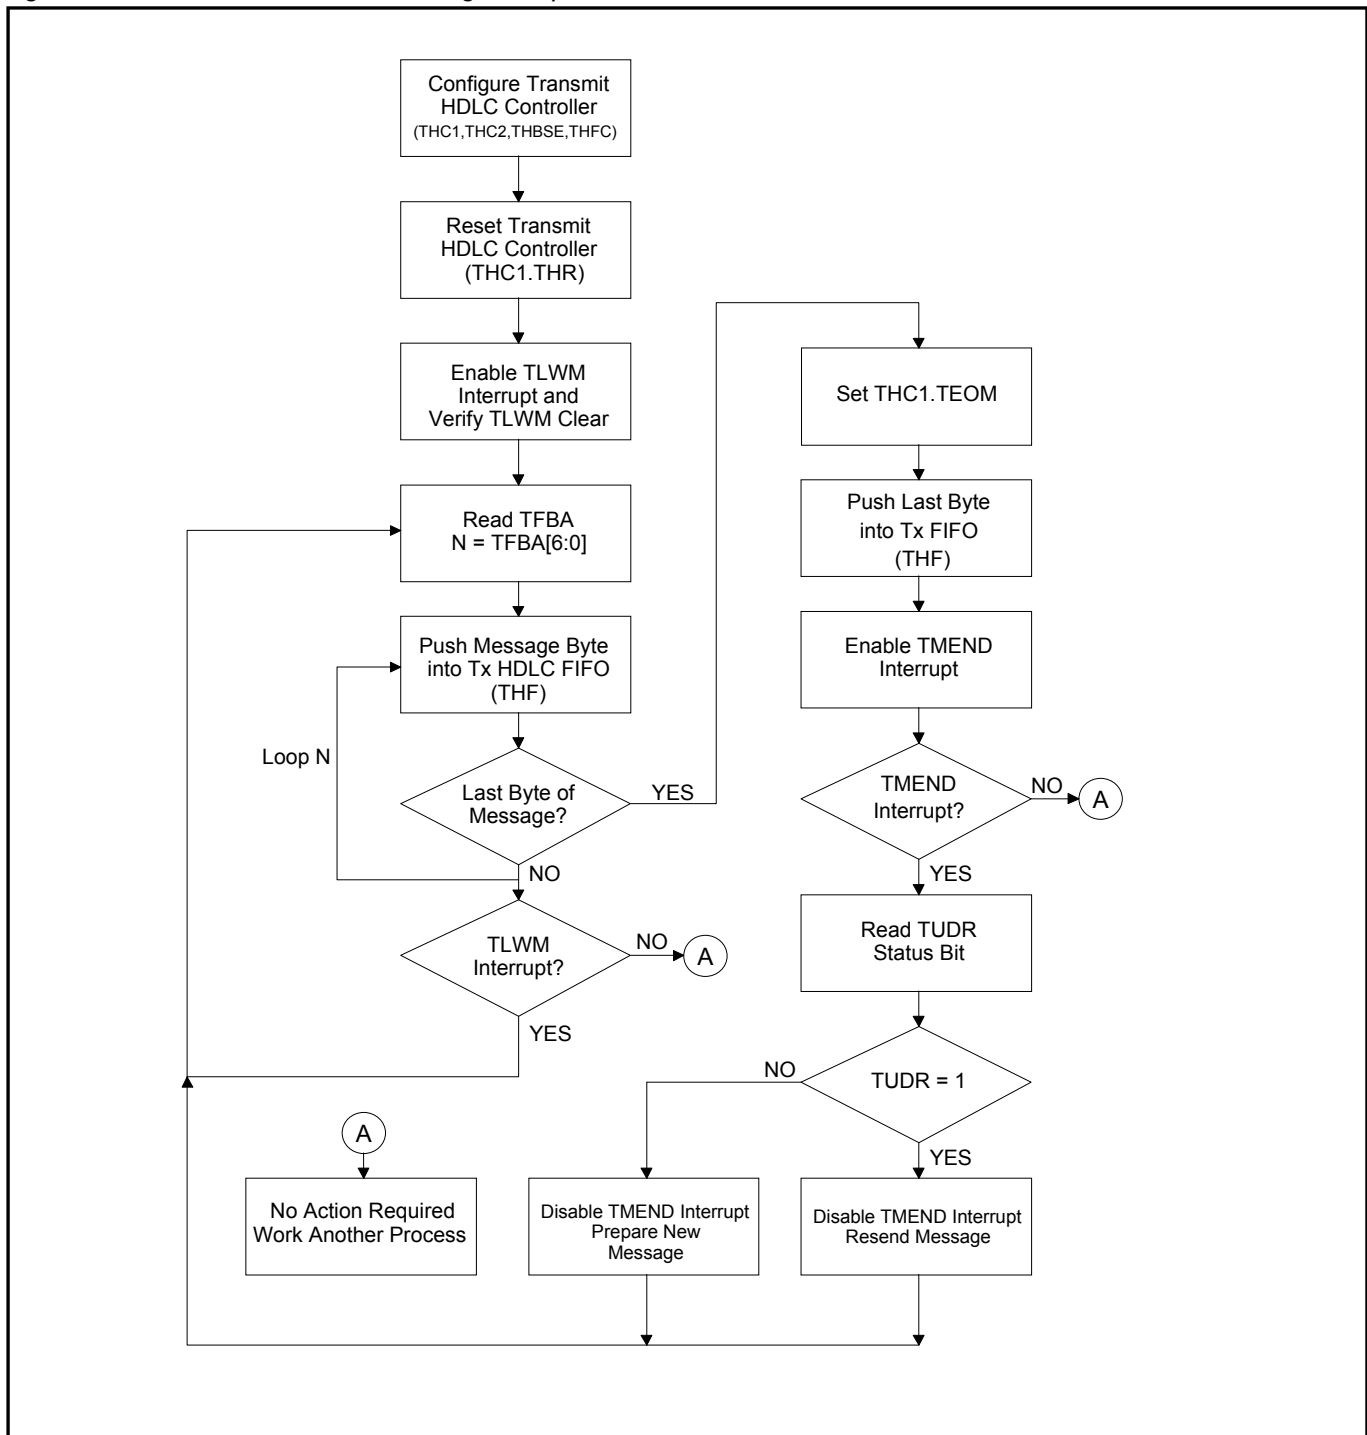 Configure Transmit
HDLC Controller
(THC1,THC2,THBSE,THFC)
Reset Transmit
HDLC Controller
(THC1.THR)
Enable TLWM
Interrupt and
Verify TLWM Clear
Read TFBA
N = TFBA[6:0]
Push Message Byte
into Tx HDLC FIFO
(THF)
Loop N
Last Byte of
Message?
YES
NO
TLWM
Interrupt?
NO
A
YES
A
No Action Required
Work Another Process
Set THC1.TEOM
Push Last Byte
into Tx FIFO
(THF)
Enable TMEND
Interrupt
TMEND
Interrupt?
NO
A
YES
Read TUDR
Status Bit
TUDR = 1
NO
YES
Disable TMEND Interrupt
Prepare New
Message
Disable TMEND Interrupt
Resend Message